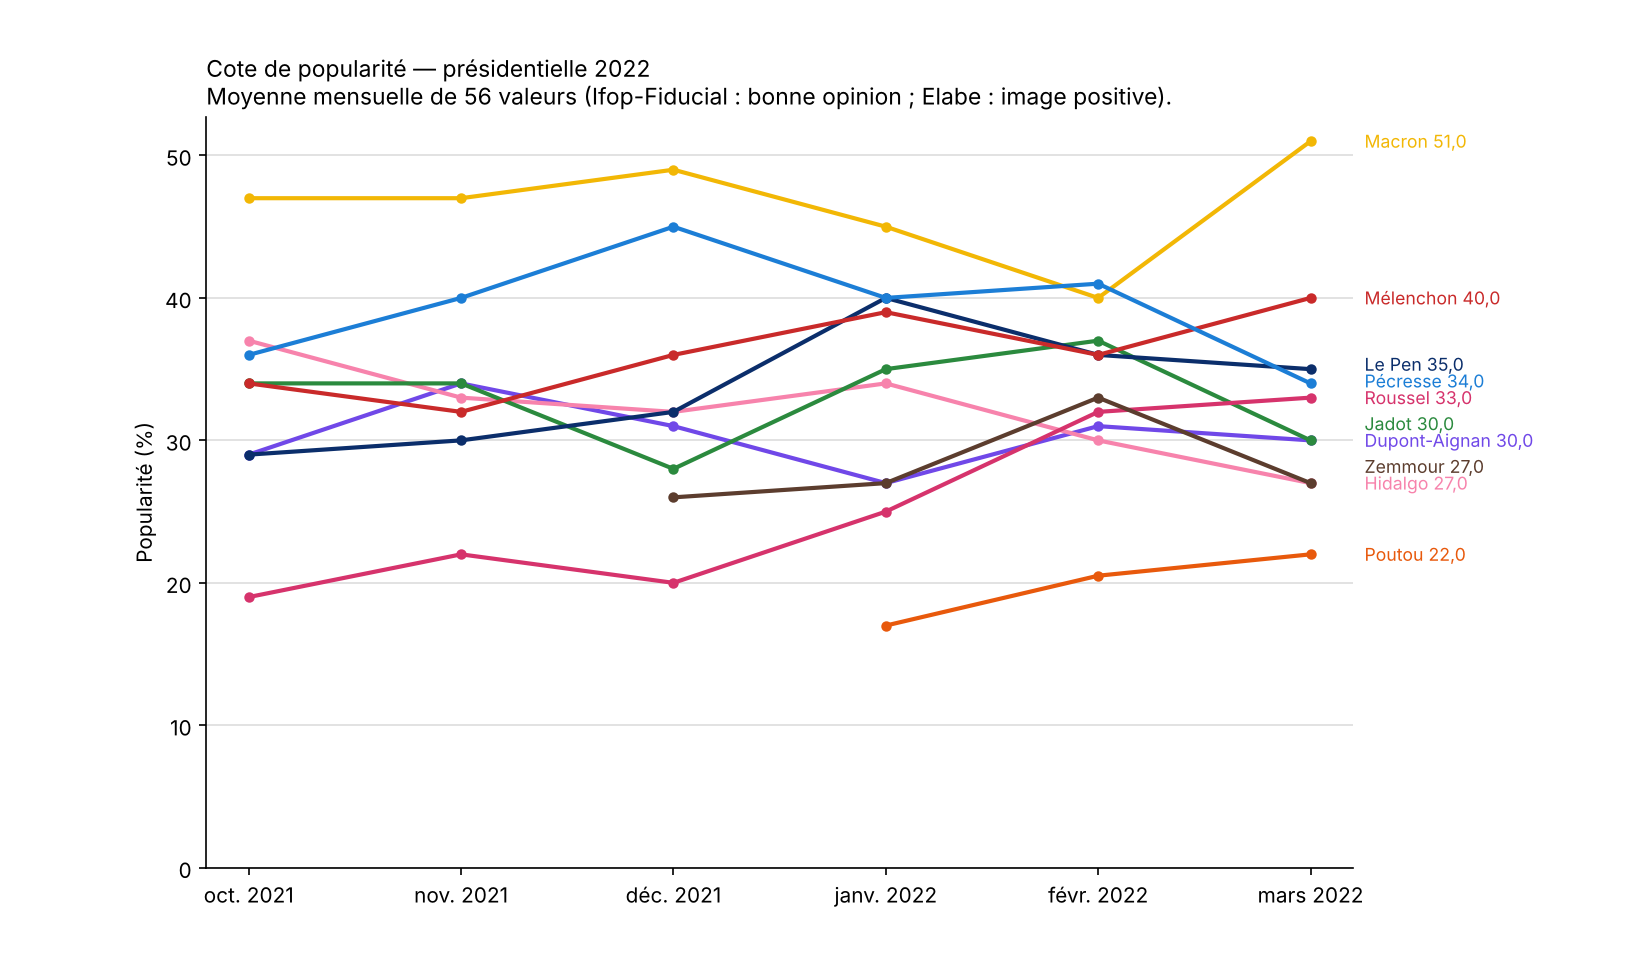 Cote de popularité — présidentielle 2022
Moyenne mensuelle de 56 valeurs (Ifop-Fiducial : bonne opinion ; Elabe : image positive).
Popularité (%)
50
40
30
20
10
0
oct. 2021
nov. 2021
déc. 2021
janv. 2022
févr. 2022
mars 2022
Macron 51,0
Mélenchon 40,0
Le Pen 35,0
Pécresse 34,0
Roussel 33,0
Jadot 30,0
Dupont-Aignan 30,0
Zemmour 27,0
Hidalgo 27,0
Poutou 22,0